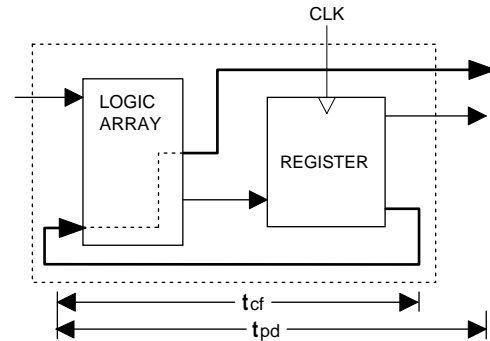 CLK
LOGIC
ARRAY
REGISTER
tcf
tpd